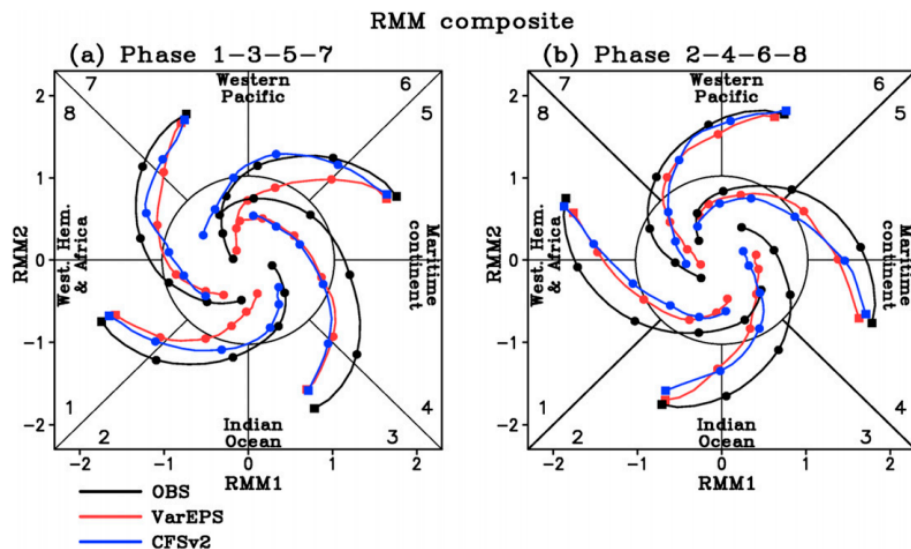 RMM composite
(a) Phase 1-3-5-7
(b) Phase 2-4-6-8
7
Western
Pacific
6
8
5
West. Hem.
& Africa
Maritime
continent
1
4
2
Indian
Ocean
3
RMM2
2
1
0
-1
-2
-2
-1
0
1
2
RMM1
7
Western
Pacific
6
8
5
West. Hem.
& Africa
Maritime
continent
1
4
2
Indian
Ocean
3
RMM2
2
1
0
-1
-2
-2
-1
0
1
2
RMM1
OBS
VarEPS
CFSv2